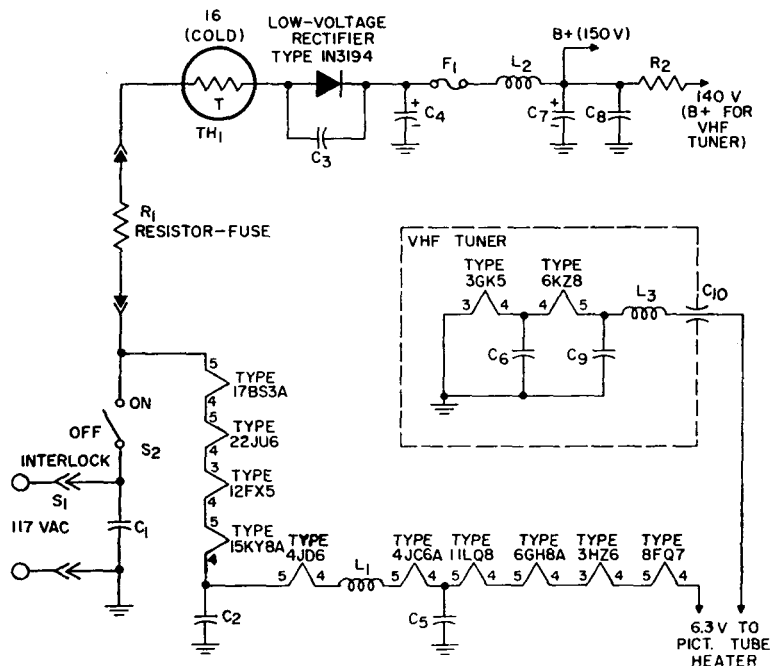 16
(COLD)
T
TH1
LOW-VOLTAGE
RECTIFIER
TYPE IN3194
C3
+
C4
-
F1
L2
B+ (150 V)
+
C7
-
C8
R2
140 V
(B+ FOR
VHF
TUNER)
R1
RESISTOR-FUSE
VHF TUNER
TYPE
3GK5
3 4
TYPE
6KZ8
4 5
L3
C10
C6
C9
ON
OFF
S2
INTERLOCK
S1
117 VAC
C1
5
TYPE
17BS3A
4
5
TYPE
22JU6
4
3
TYPE
12FX5
4
5
TYPE
15KY8A
4
C2
TYPE
4JD6
5 4
L1
TYPE
4JC6A
5 4
C5
TYPE
11LQ8
5 4
TYPE
6GH8A
5 4
TYPE
3HZ6
3 4
TYPE
8FQ7
5 4
6.3 V TO
PICT. TUBE
HEATER